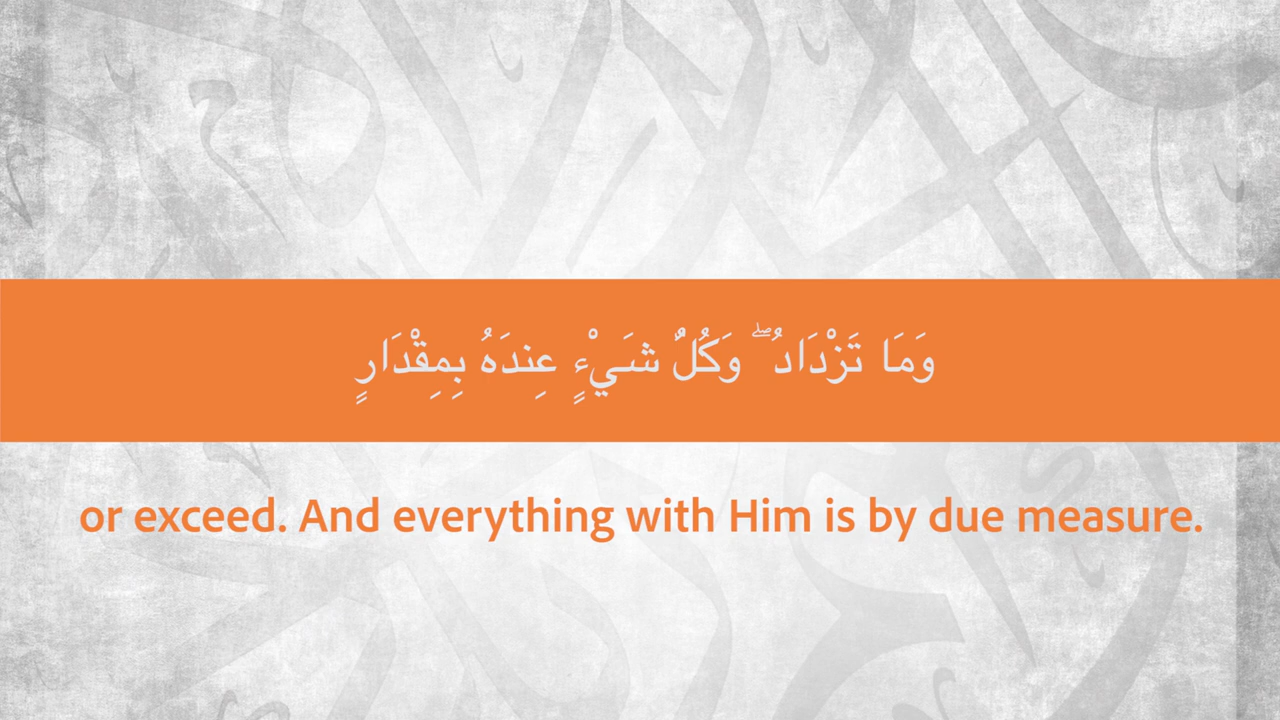 وَمَا تَزْدَادُ ۖ وَكُلُّ شَيْءٍ عِندَهُ بِمِقْدَارٍ
or exceed. And everything with Him is by due measure.